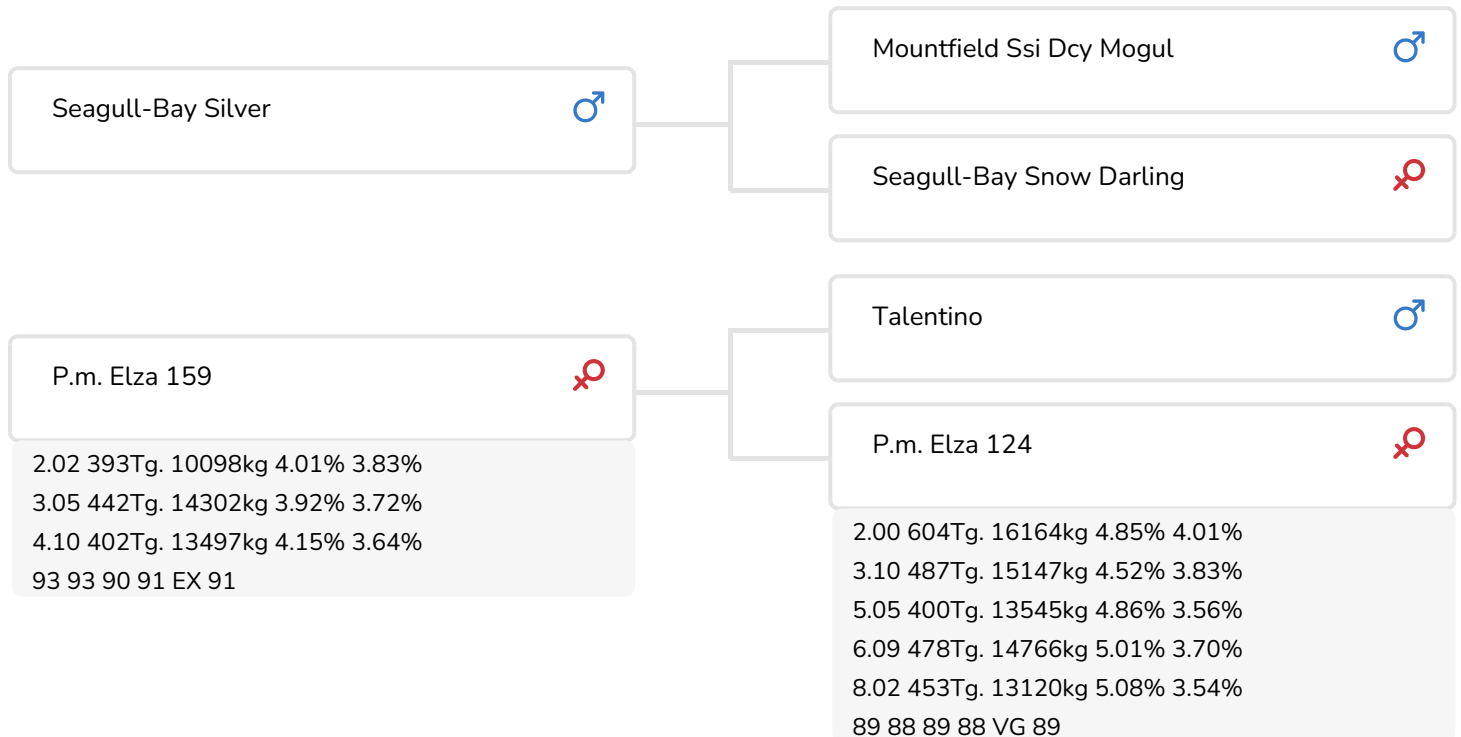 Mountfield Ssi Dcy Mogul
Seagull-Bay Silver
Seagull-Bay Snow Darling
Talentino
P.m. Elza 159
P.m. Elza 124
2.02 393Tg. 10098kg 4.01% 3.83%
3.05 442Tg. 14302kg 3.92% 3.72%
4.10 402Tg. 13497kg 4.15% 3.64%
93 93 90 91 EX 91
2.00 604Tg. 16164kg 4.85% 4.01%
3.10 487Tg. 15147kg 4.52% 3.83%
5.05 400Tg. 13545kg 4.86% 3.56%
6.09 478Tg. 14766kg 5.01% 3.70%
8.02 453Tg. 13120kg 5.08% 3.54%
89 88 89 88 VG 89